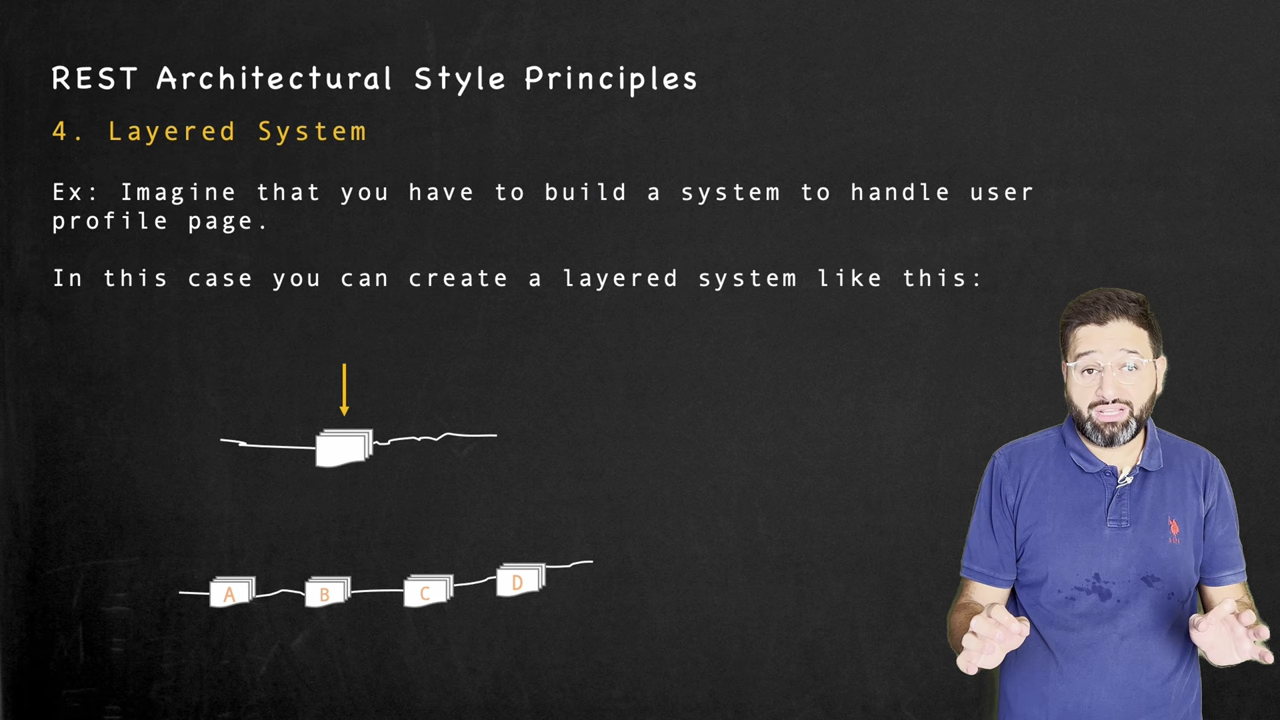 REST Architectural Style Principles
4. Layered System
Ex: Imagine that you have to build a system to handle user
profile page.
In this case you can create a layered system like this:
A B C D